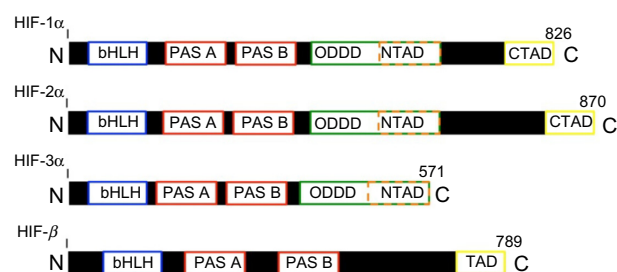 HIF-1α
826
N bHLH PAS A PAS B ODDD NTAD CTAD C
HIF-2α
870
N bHLH PAS A PAS B ODDD NTAD CTAD C
HIF-3α
571
N bHLH PAS A PAS B ODDD NTAD C
HIF-β
789
N bHLH PAS A PAS B TAD C